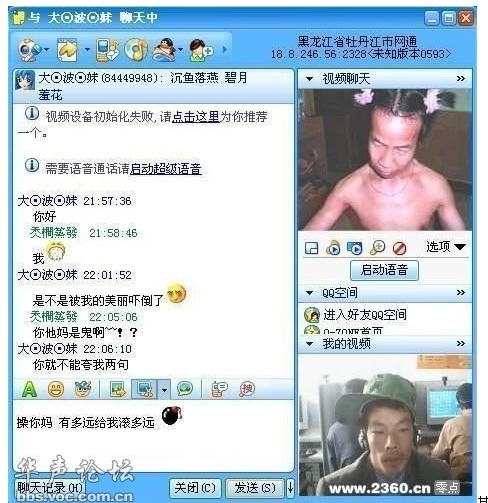 与 大⊙波⊙妹 聊天中
黑龙江省牡丹江市网通
18.8.246.56:2328<未知版本0593>
大⊙波⊙妹(84449948): 沉鱼落燕 碧月
羞花
视频设备初始化失败,请点击这里为你推荐
一个。
需要语音通话请启动超级语音
大⊙波⊙妹 21:57:36
你好
21:58:46
我
大⊙波⊙妹 22:01:52
是不是被我的美丽吓倒了
22:05:06
你他妈是鬼啊~~! ?
大⊙波⊙妹 22:06:10
你就不能夸我两句
操你妈 有多远给我滚多远
聊天记录(H)
关闭(C)
发送(S)
视频聊天
选项
启动语音
QQ空间
进入好友QQ空间
我的视频
www.2360.cn 零点
华声论坛
bbs.voc.com.cn